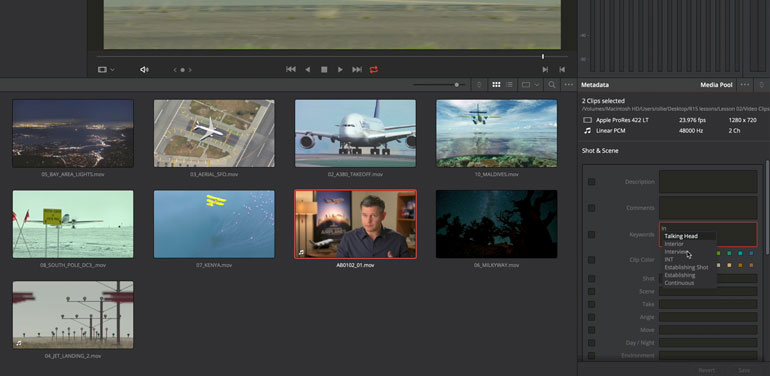 -40
-50
Metadata
Media Pool
2 Clips selected
/Volumes/Macintosh HD/Users/ollie/Desktop/R15 lessons/Lesson 02/Video Clips
Apple ProRes 422 LT 23.976 fps 1280 x 720
Linear PCM 48000 Hz 2 Ch
Shot & Scene
05_BAY_AREA_LIGHTS.mov
03_AERIAL_SFO.mov
02_A380_TAKEOFF.mov
10_MALDIVES.mov
08_SOUTH_POLE_DC3_.mov
07_KENYA.mov
AB0102_01.mov
06_MILKYWAY.mov
04_JET_LANDING_2.mov
Description
Comments
Keywords
In
Talking Head
Interior
Interview
INT
Establishing Shot
Establishing
Continuous
Clip Color
Shot
Scene
Take
Angle
Move
Day / Night
Environment
Revert
Save